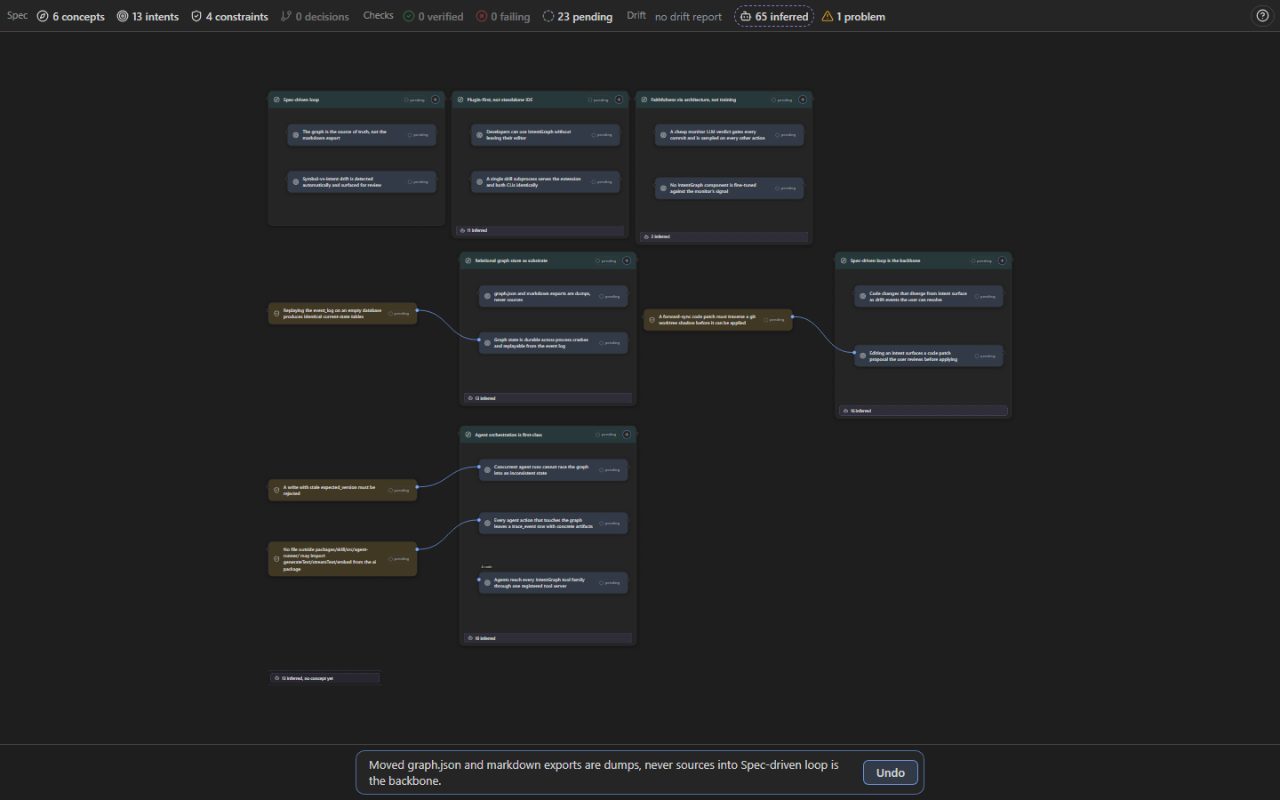 Spec 6 concepts 13 intents 4 constraints 0 decisions Checks 0 verified 0 failing 23 pending Drift no drift report 65 inferred 1 problem
Spec-driven loop pending
The graph is the source of truth, not the
markdown export pending
Symbol-vs-intent drift is detected
automatically and surfaced for review pending
Plugin-first, not standalone IDE pending
Developers can use IntentGraph without
leaving their editor pending
A single drift subprocess serves the extension
and both CLIs identically pending
11 inferred
Faithfulness via architecture, not training pending
A cheap monitor LLM verdict gates every
commit and is sampled on every other action pending
No IntentGraph component is fine-tuned
against the monitor's signal pending
inferred
Relational graph store as substrate pending
graph.json and markdown exports are dumps,
never sources pending
Graph state is durable across process crashes
and replayable from the event log pending
13 inferred
Replaying the event_log on an empty database
produces identical current-state tables pending
A forward-sync code patch must traverse a git
worktree shadow before it can be applied pending
Spec-driven loop is the backbone pending
Code changes that diverge from intent surface
as drift events the user can resolve pending
Editing an intent surfaces a code patch
proposal the user reviews before applying pending
inferred
Agent orchestration is first-class pending
Concurrent agent runs cannot race the graph
into an inconsistent state pending
Every agent action that touches the graph
leaves a trace_event row with concrete artifacts pending
Agents reach every IntentGraph tool family
through one registered tool server pending
10 inferred
A write with stale expected_version must be
rejected pending
No file outside
may import
generateText/streamText/embed from the ai
package pending
inferred, no concept yet
Moved graph.json and markdown exports are dumps, never sources into Spec-driven loop is
the backbone.
Undo